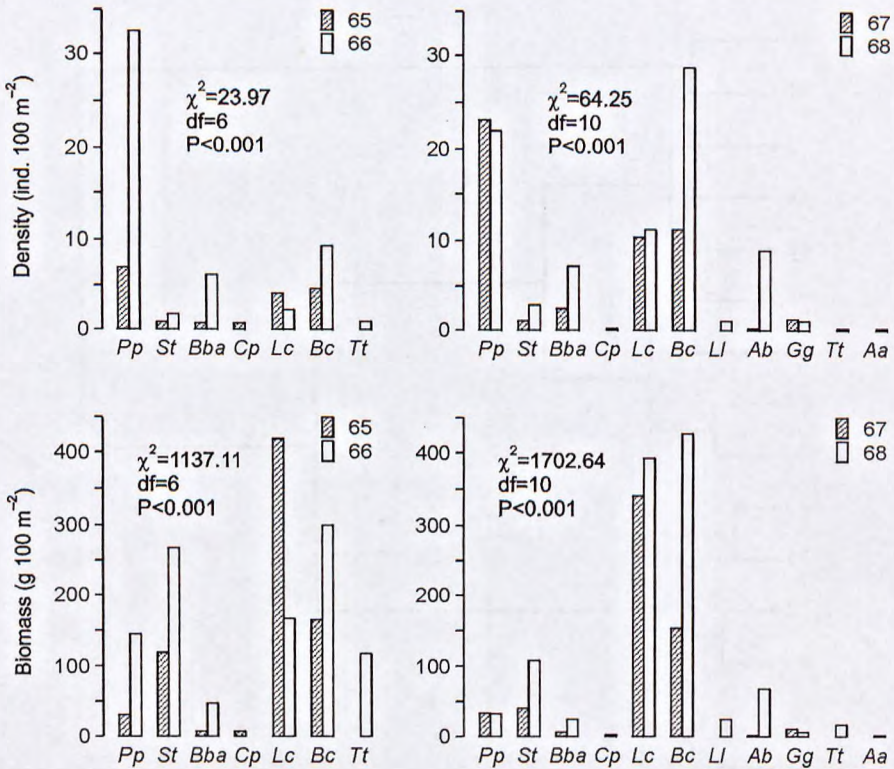 65
66
67
68
Density (ind. 100 m⁻²)
30
20
10
0
χ²=23.97
df=6
P<0.001
Pp St Bba Cp Lc Bc Tt
30
20
10
0
χ²=64.25
df=10
P<0.001
Pp St Bba Cp Lc Bc Ll Ab Gg Tt Aa
Biomass (g 100 m⁻²)
400
300
200
100
0
65
66
χ²=1137.11
df=6
P<0.001
Pp St Bba Cp Lc Bc Tt
400
300
200
100
0
67
68
χ²=1702.64
df=10
P<0.001
Pp St Bba Cp Lc Bc Ll Ab Gg Tt Aa